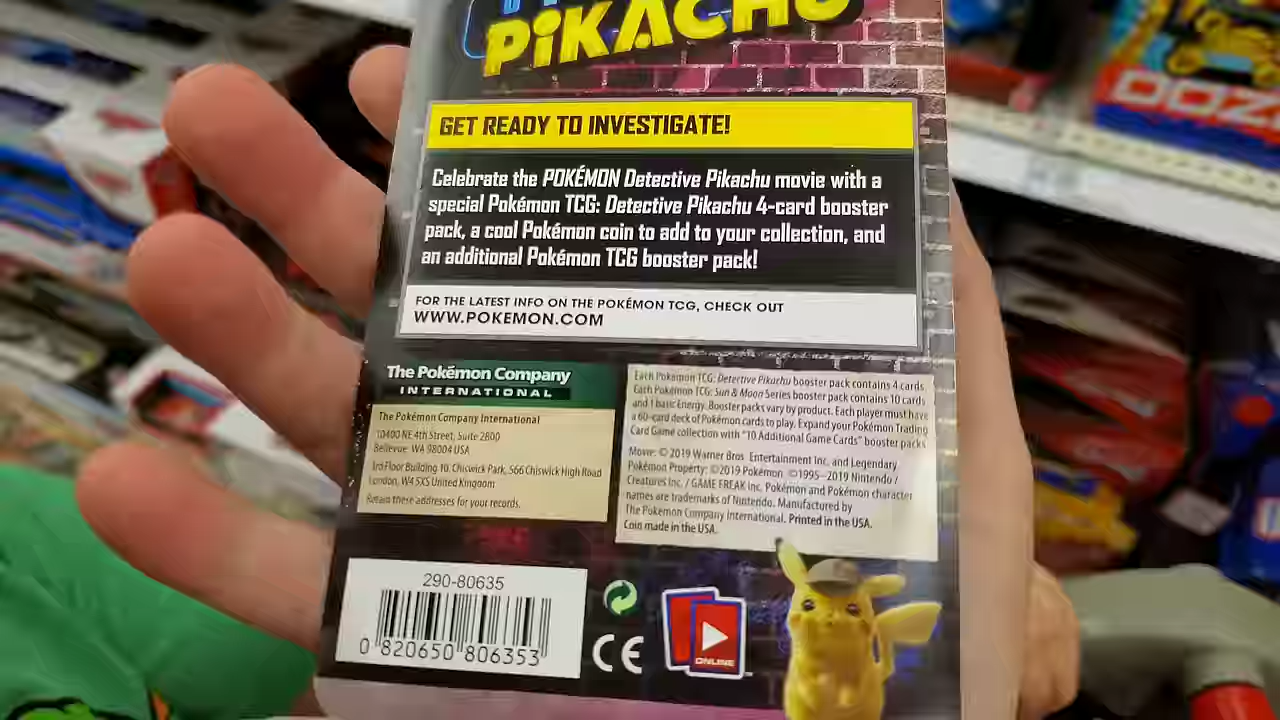 PiKACHU
GET READY TO INVESTIGATE!
Celebrate the POKÉMON Detective Pikachu movie with a
special Pokémon TCG: Detective Pikachu 4-card booster
pack, a cool Pokémon coin to add to your collection, and
an additional Pokémon TCG booster pack!
FOR THE LATEST INFO ON THE POKÉMON TCG, CHECK OUT
WWW.POKEMON.COM
The Pokémon Company
INTERNATIONAL
The Pokémon Company International
10400 NE 4th Street, Suite 2800
Bellevue, WA 98004 USA
3rd Floor Building 10, Chiswick Park, 566 Chiswick High Road
London, W4 5XS United Kingdom
Retain these addresses for your records.
Each Pokémon TCG: Detective Pikachu booster pack contains 4 cards.
Each Pokémon TCG: Sun & Moon Series booster pack contains 10 cards
and 1 basic Energy. Booster packs vary by product. Each player must have
a 60-card deck of Pokémon cards to play. Expand your Pokémon Trading
Card Game collection with "10 Additional Game Cards" booster packs
Movie: © 2019 Warner Bros. Entertainment Inc. and Legendary
Pokémon Property: ©2019 Pokémon. ©1995–2019 Nintendo /
Creatures Inc. / GAME FREAK inc. Pokémon and Pokémon character
names are trademarks of Nintendo. Manufactured by
The Pokémon Company International. Printed in the USA.
Coin made in the USA.
290-80635
0 820650 806353
CE
ONLINE
DOZ